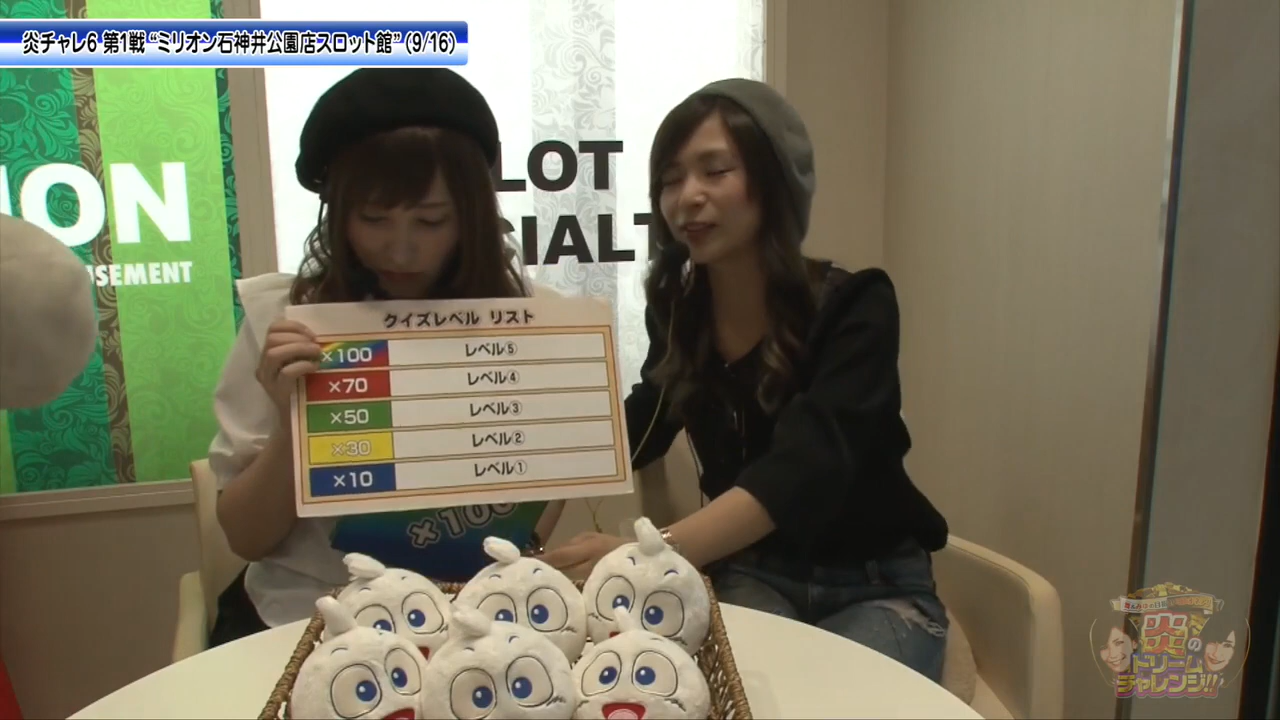 炎チャレ6 第1戦 “ミリオン石神井公園店スロット館” (9/16)
ION
USEMENT
LOT
CIALT
クイズレベル リスト
×100 レベル⑤
×70 レベル④
×50 レベル③
×30 レベル②
×10 レベル①
×100
炎の
ドリーム
チャレンジ!!!